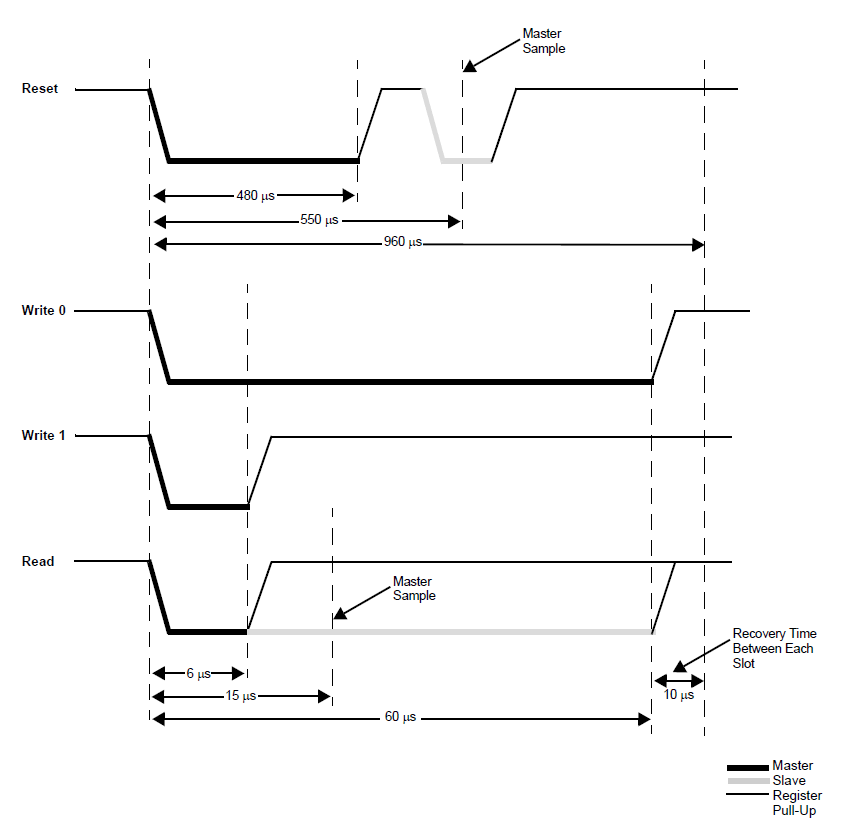 Master
Sample
Reset
480 µs
550 µs
960 µs
Write 0
Write 1
Read
Master
Sample
Recovery Time
Between Each
Slot
6 µs
15 µs
10 µs
60 µs
Master
Slave
Register
Pull-Up